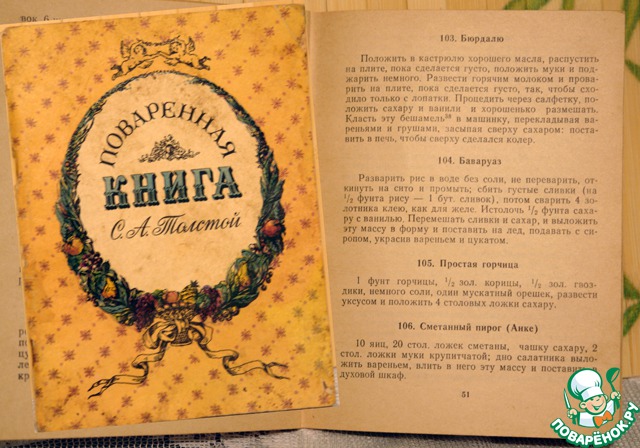 вок 6
ПОВАРЕННАЯ
КНИГА
С. А. Толстой
103. Бюрдалю
Положить в кастрюлю хорошего масла, распустить
на плите, пока сделается густо, положить муки и под-
жарить немного. Развести горячим молоком и прова-
рить на плите, пока сделается густо, так, чтобы схо-
дило только с лопатки. Процедить через салфетку, по-
ложить сахару и ванили и хорошенько размешать.
Класть эту бешамель³⁸ в машинку, перекладывая ва-
реньями и грушами, засыпая сверху сахаром: поста-
вить в печь, чтобы сверху сделался колер.
104. Баваруаз
Разварить рис в воде без соли, не переварить, от-
кинуть на сито и промыть; сбить густые сливки (на
1/2 фунта рису — 1 бут. сливок), потом сварить 4 зо-
лотника клею, как для желе. Истолочь 1/2 фунта саха-
ру с ванилью. Перемешать сливки и сахар, и выложить
эту массу в форму и поставить на лед, подавать с си-
ропом, украсив вареньем и цукатом.
105. Простая горчица
1 фунт горчицы, 1/2 зол. корицы, 1/2 зол. гвоз-
дики, немного соли, один мускатный орешек, развести
уксусом и положить 4 столовых ложки сахару.
106. Сметанный пирог (Анке)
10 яиц, 20 стол. ложек сметаны, чашку сахару, 2
стол. ложки муки крупитчатой; дно салатника выло-
жить вареньем, влить в него эту массу и поставить
духовой шкаф.
51
ПОВАРЁНОК.РУ